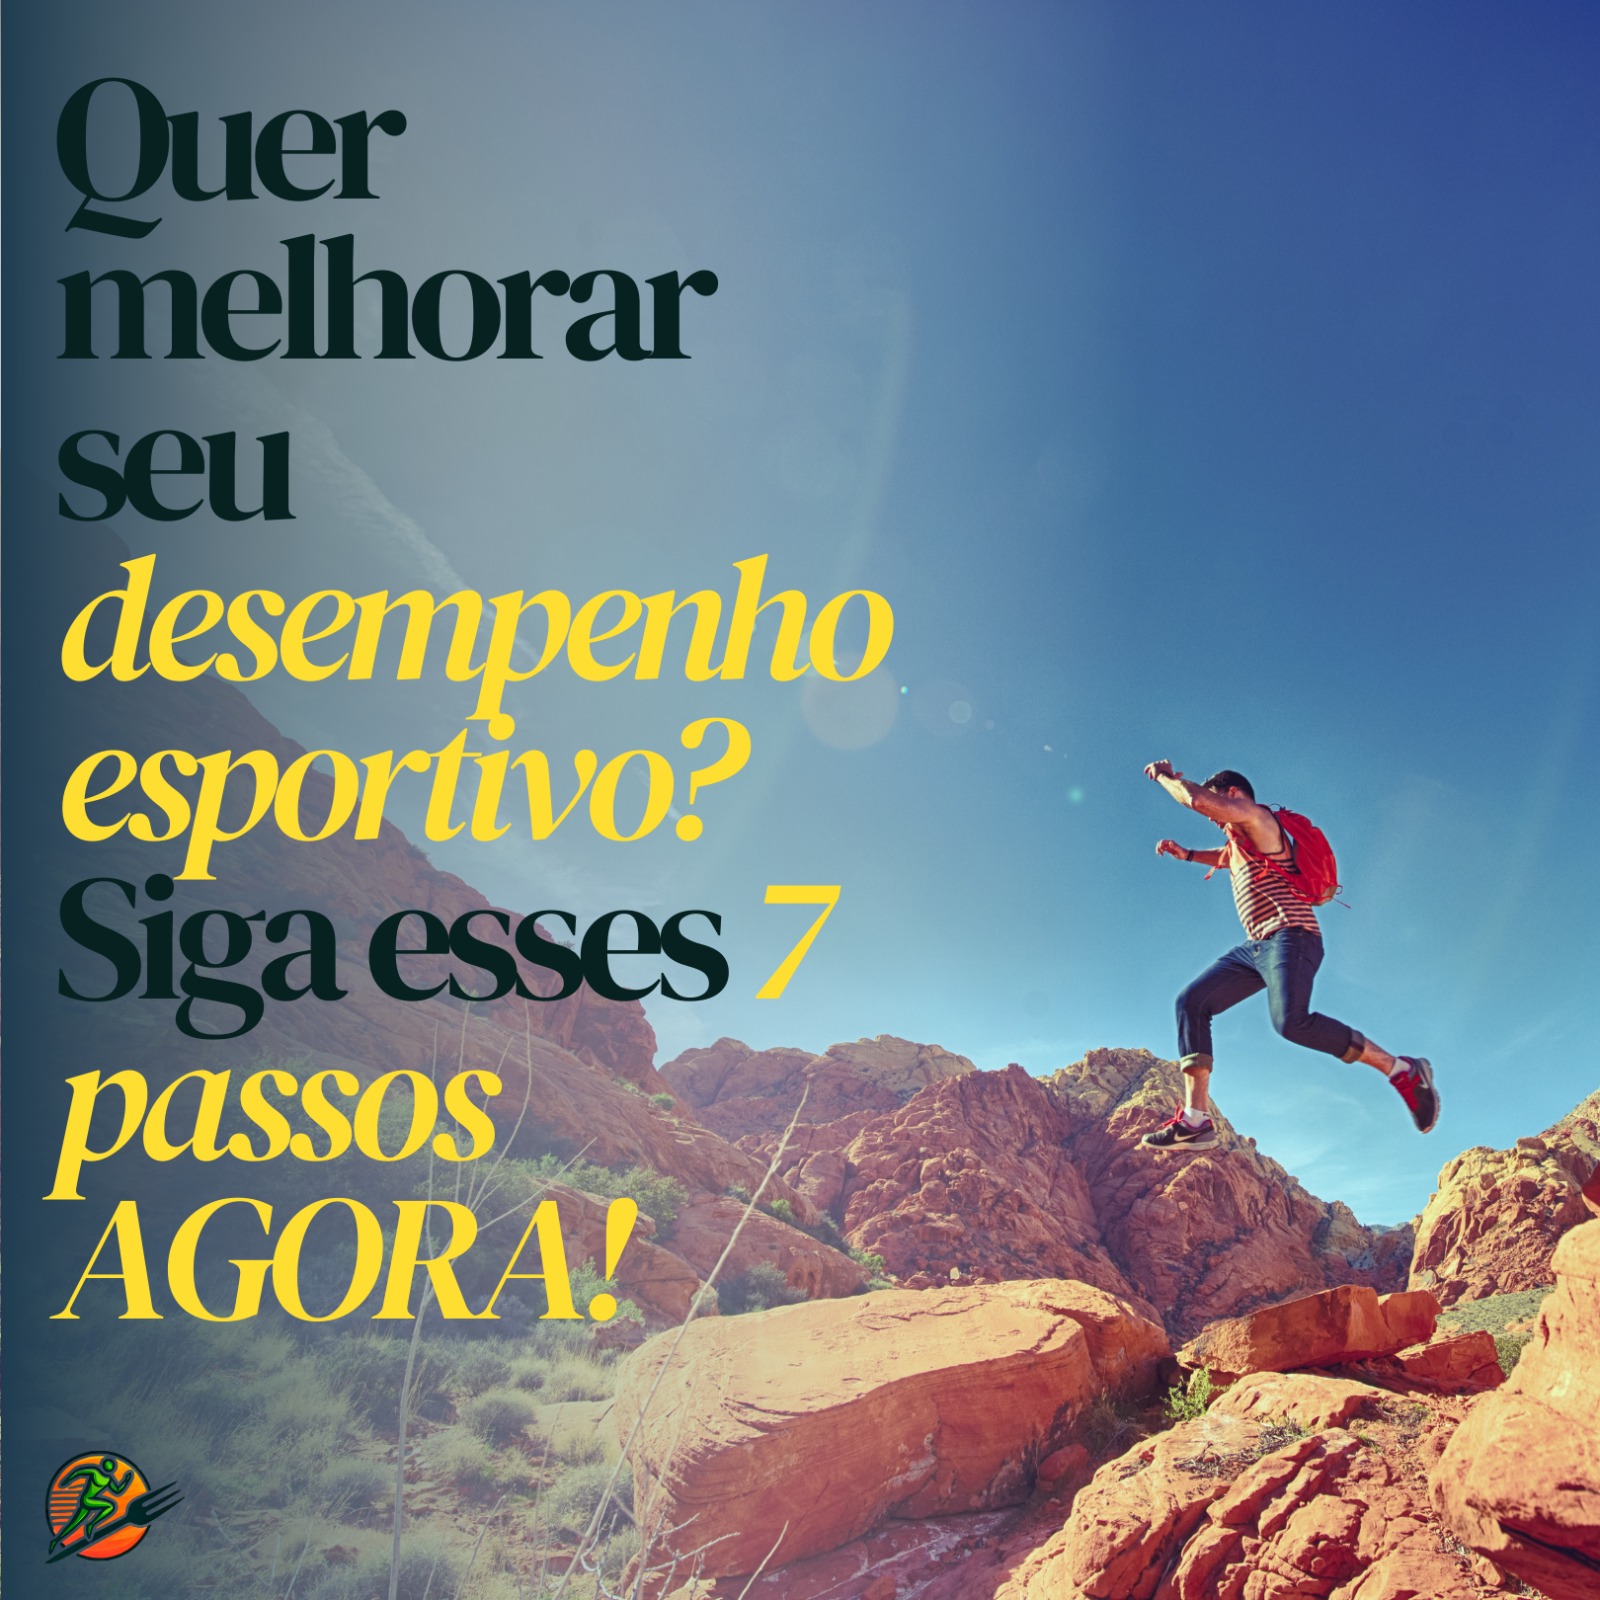 Quer
melhorar
seu
desempenho
esportivo?
Siga esses 7
passos
AGORA!